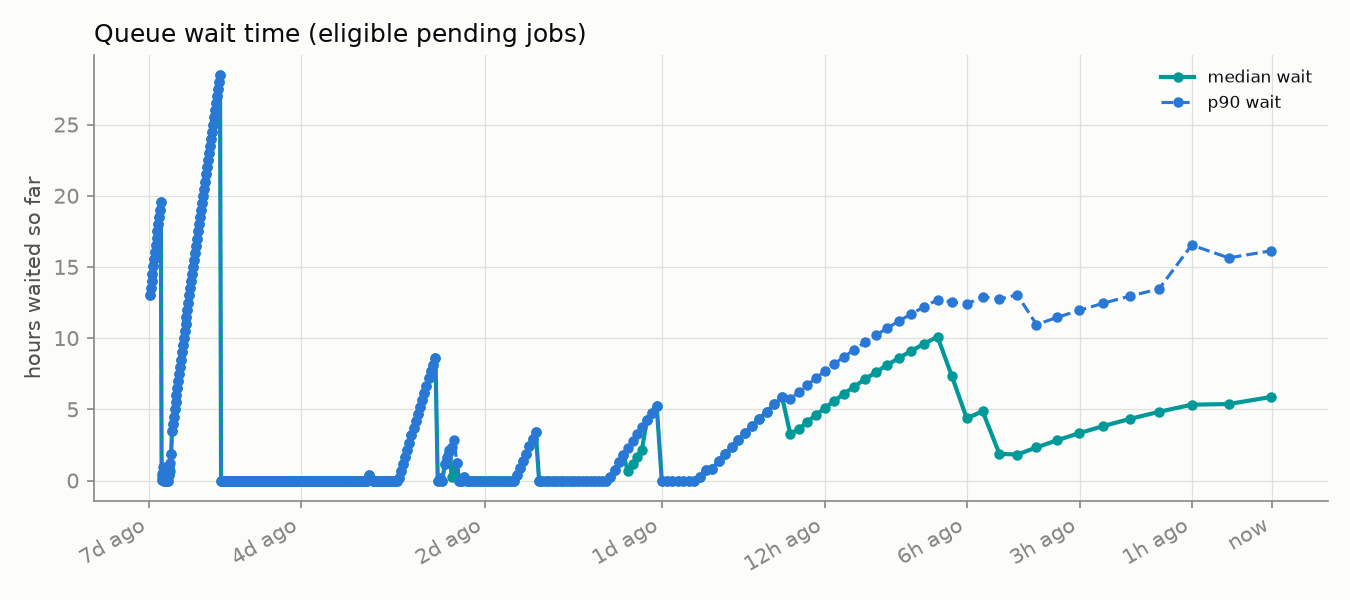 Queue wait time (eligible pending jobs)
median wait
p90 wait
hours waited so far
25
20
15
10
5
0
7d ago
4d ago
2d ago
1d ago
12h ago
6h ago
3h ago
1h ago
now